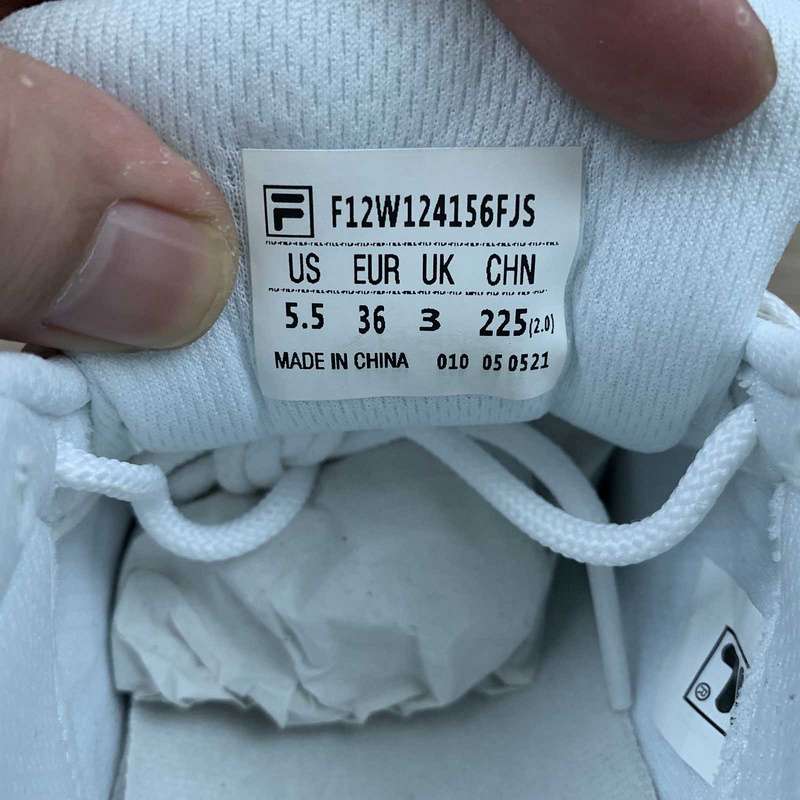 F F12W124156FJS
US EUR UK CHN
5.5 36 3 225(2.0)
MADE IN CHINA 010 05 0521
®